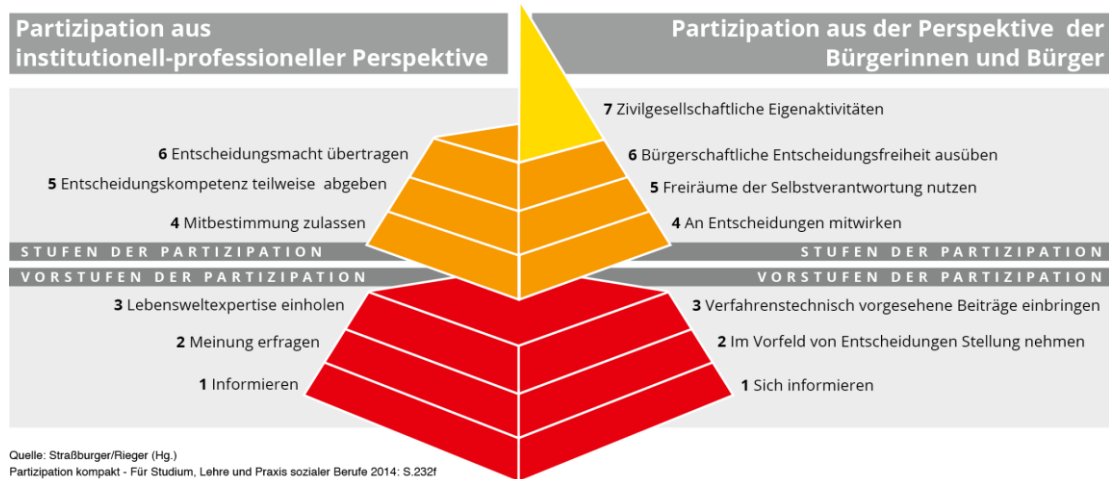 Partizipation aus
institutionell-professioneller Perspektive
Partizipation aus der Perspektive der
Bürgerinnen und Bürger
7 Zivilgesellschaftliche Eigenaktivitäten
6 Entscheidungsmacht übertragen
6 Bürgerschaftliche Entscheidungsfreiheit ausüben
5 Entscheidungskompetenz teilweise abgeben
5 Freiräume der Selbstverantwortung nutzen
4 Mitbestimmung zulassen
4 An Entscheidungen mitwirken
STUFEN DER PARTIZIPATION
STUFEN DER PARTIZIPATION
VORSTUFEN DER PARTIZIPATION
VORSTUFEN DER PARTIZIPATION
3 Lebensweltexpertise einholen
3 Verfahrenstechnisch vorgesehene Beiträge einbringen
2 Meinung erfragen
2 Im Vorfeld von Entscheidungen Stellung nehmen
1 Informieren
1 Sich informieren
Quelle: Straßburger/Rieger (Hg.)
Partizipation kompakt - Für Studium, Lehre und Praxis sozialer Berufe 2014: S.232f